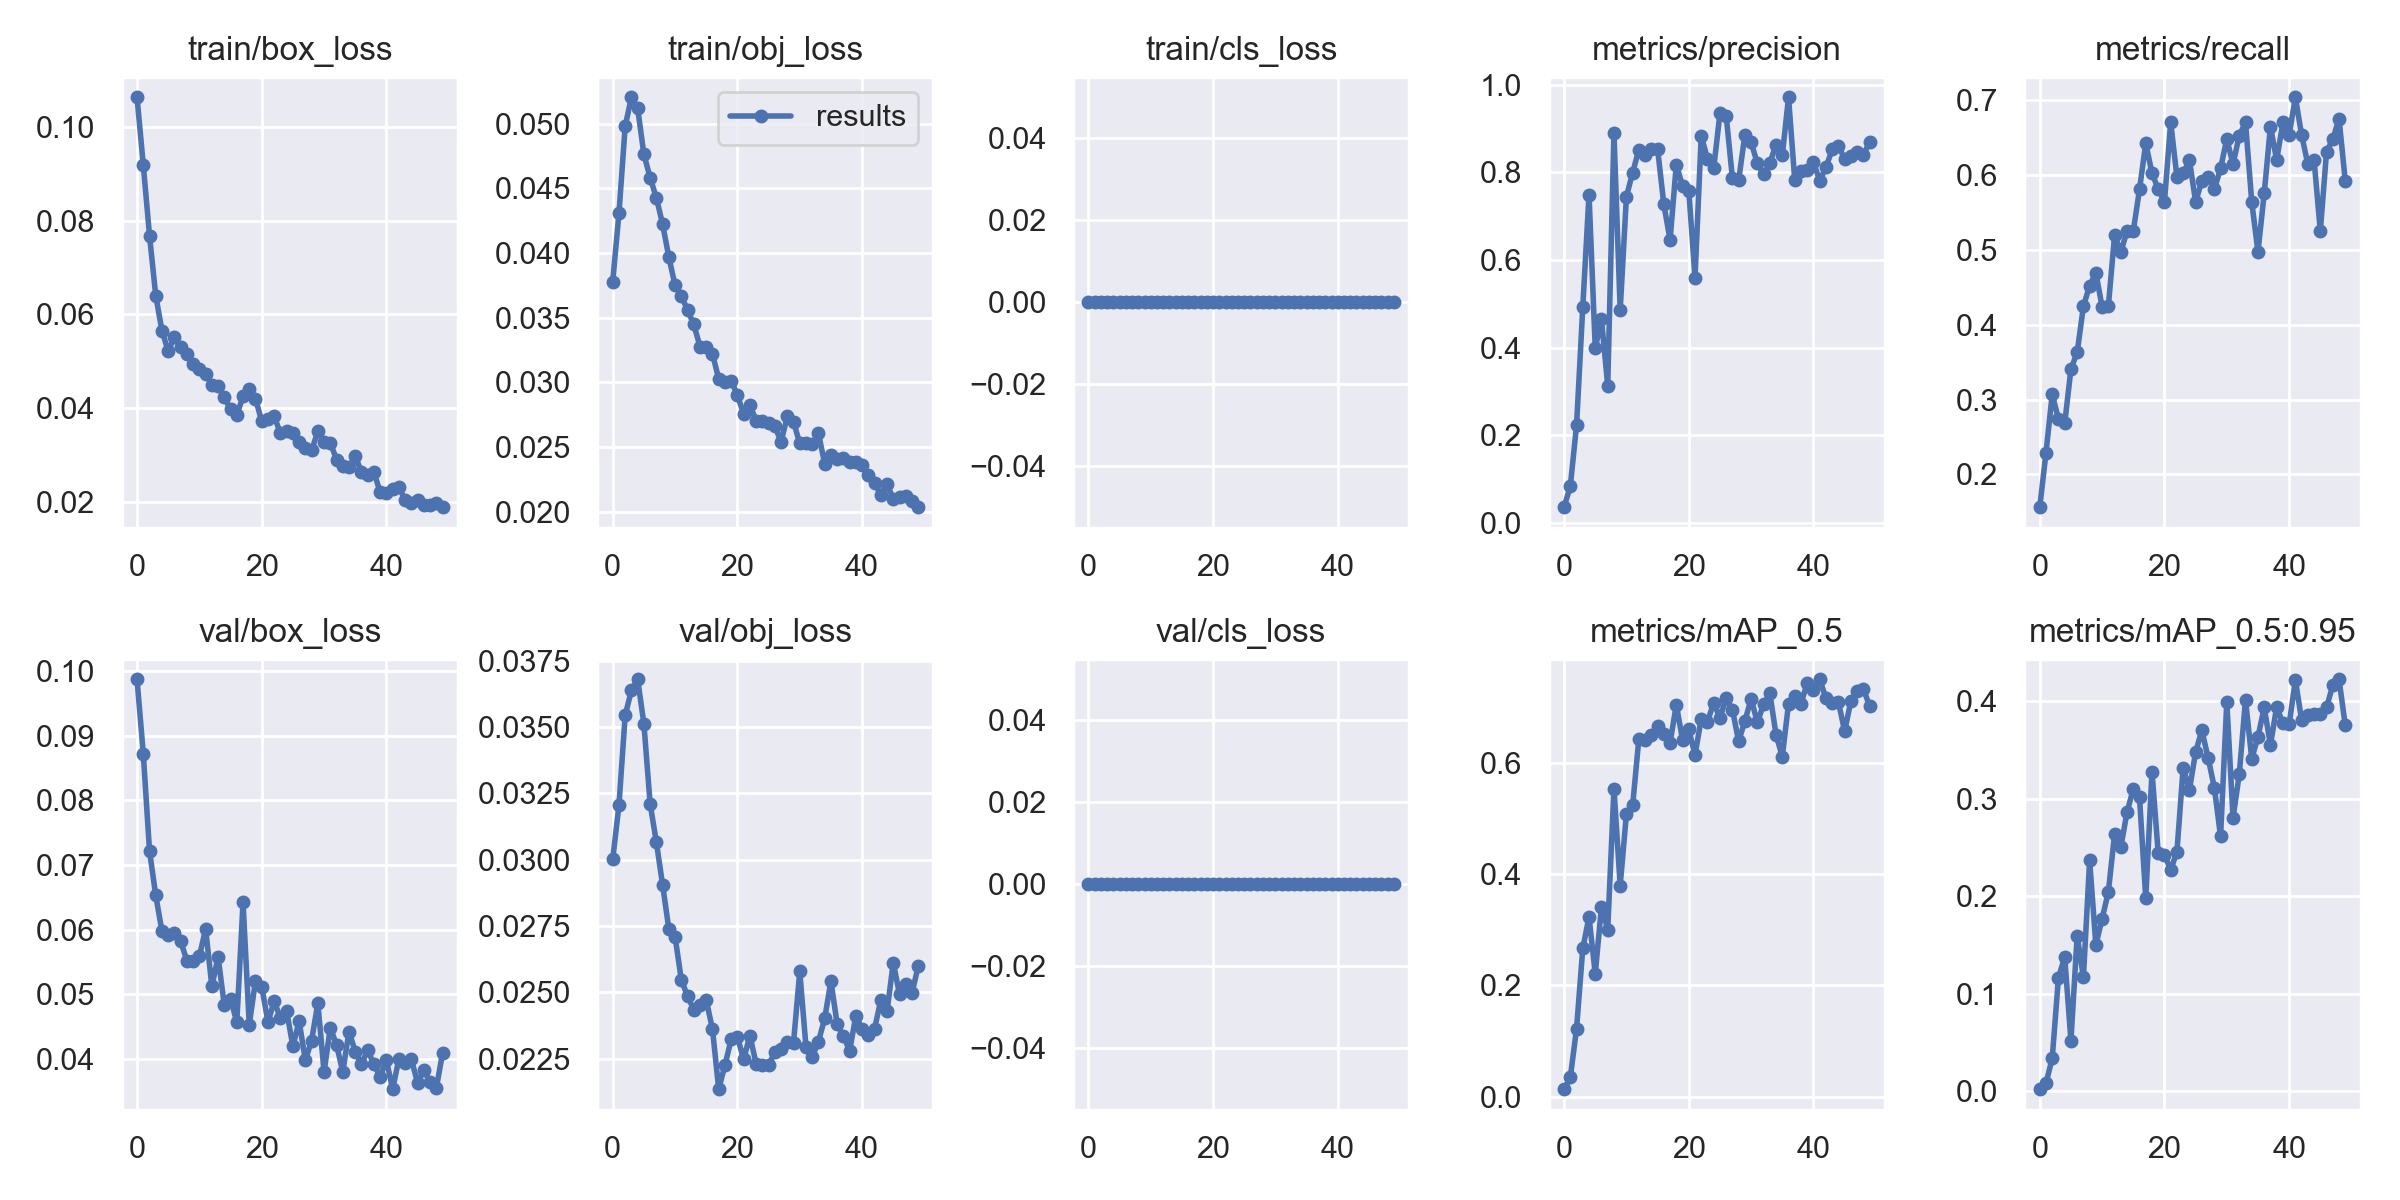 train/box_loss
0.10
0.08
0.06
0.04
0.02
0 20 40
train/obj_loss
results
0.050
0.045
0.040
0.035
0.030
0.025
0.020
0 20 40
train/cls_loss
0.04
0.02
0.00
−0.02
−0.04
0 20 40
metrics/precision
1.0
0.8
0.6
0.4
0.2
0.0
0 20 40
metrics/recall
0.7
0.6
0.5
0.4
0.3
0.2
0 20 40
val/box_loss
0.10
0.09
0.08
0.07
0.06
0.05
0.04
0 20 40
val/obj_loss
0.0375
0.0350
0.0325
0.0300
0.0275
0.0250
0.0225
0 20 40
val/cls_loss
0.04
0.02
0.00
−0.02
−0.04
0 20 40
metrics/mAP_0.5
0.6
0.4
0.2
0.0
0 20 40
metrics/mAP_0.5:0.95
0.4
0.3
0.2
0.1
0.0
0 20 40